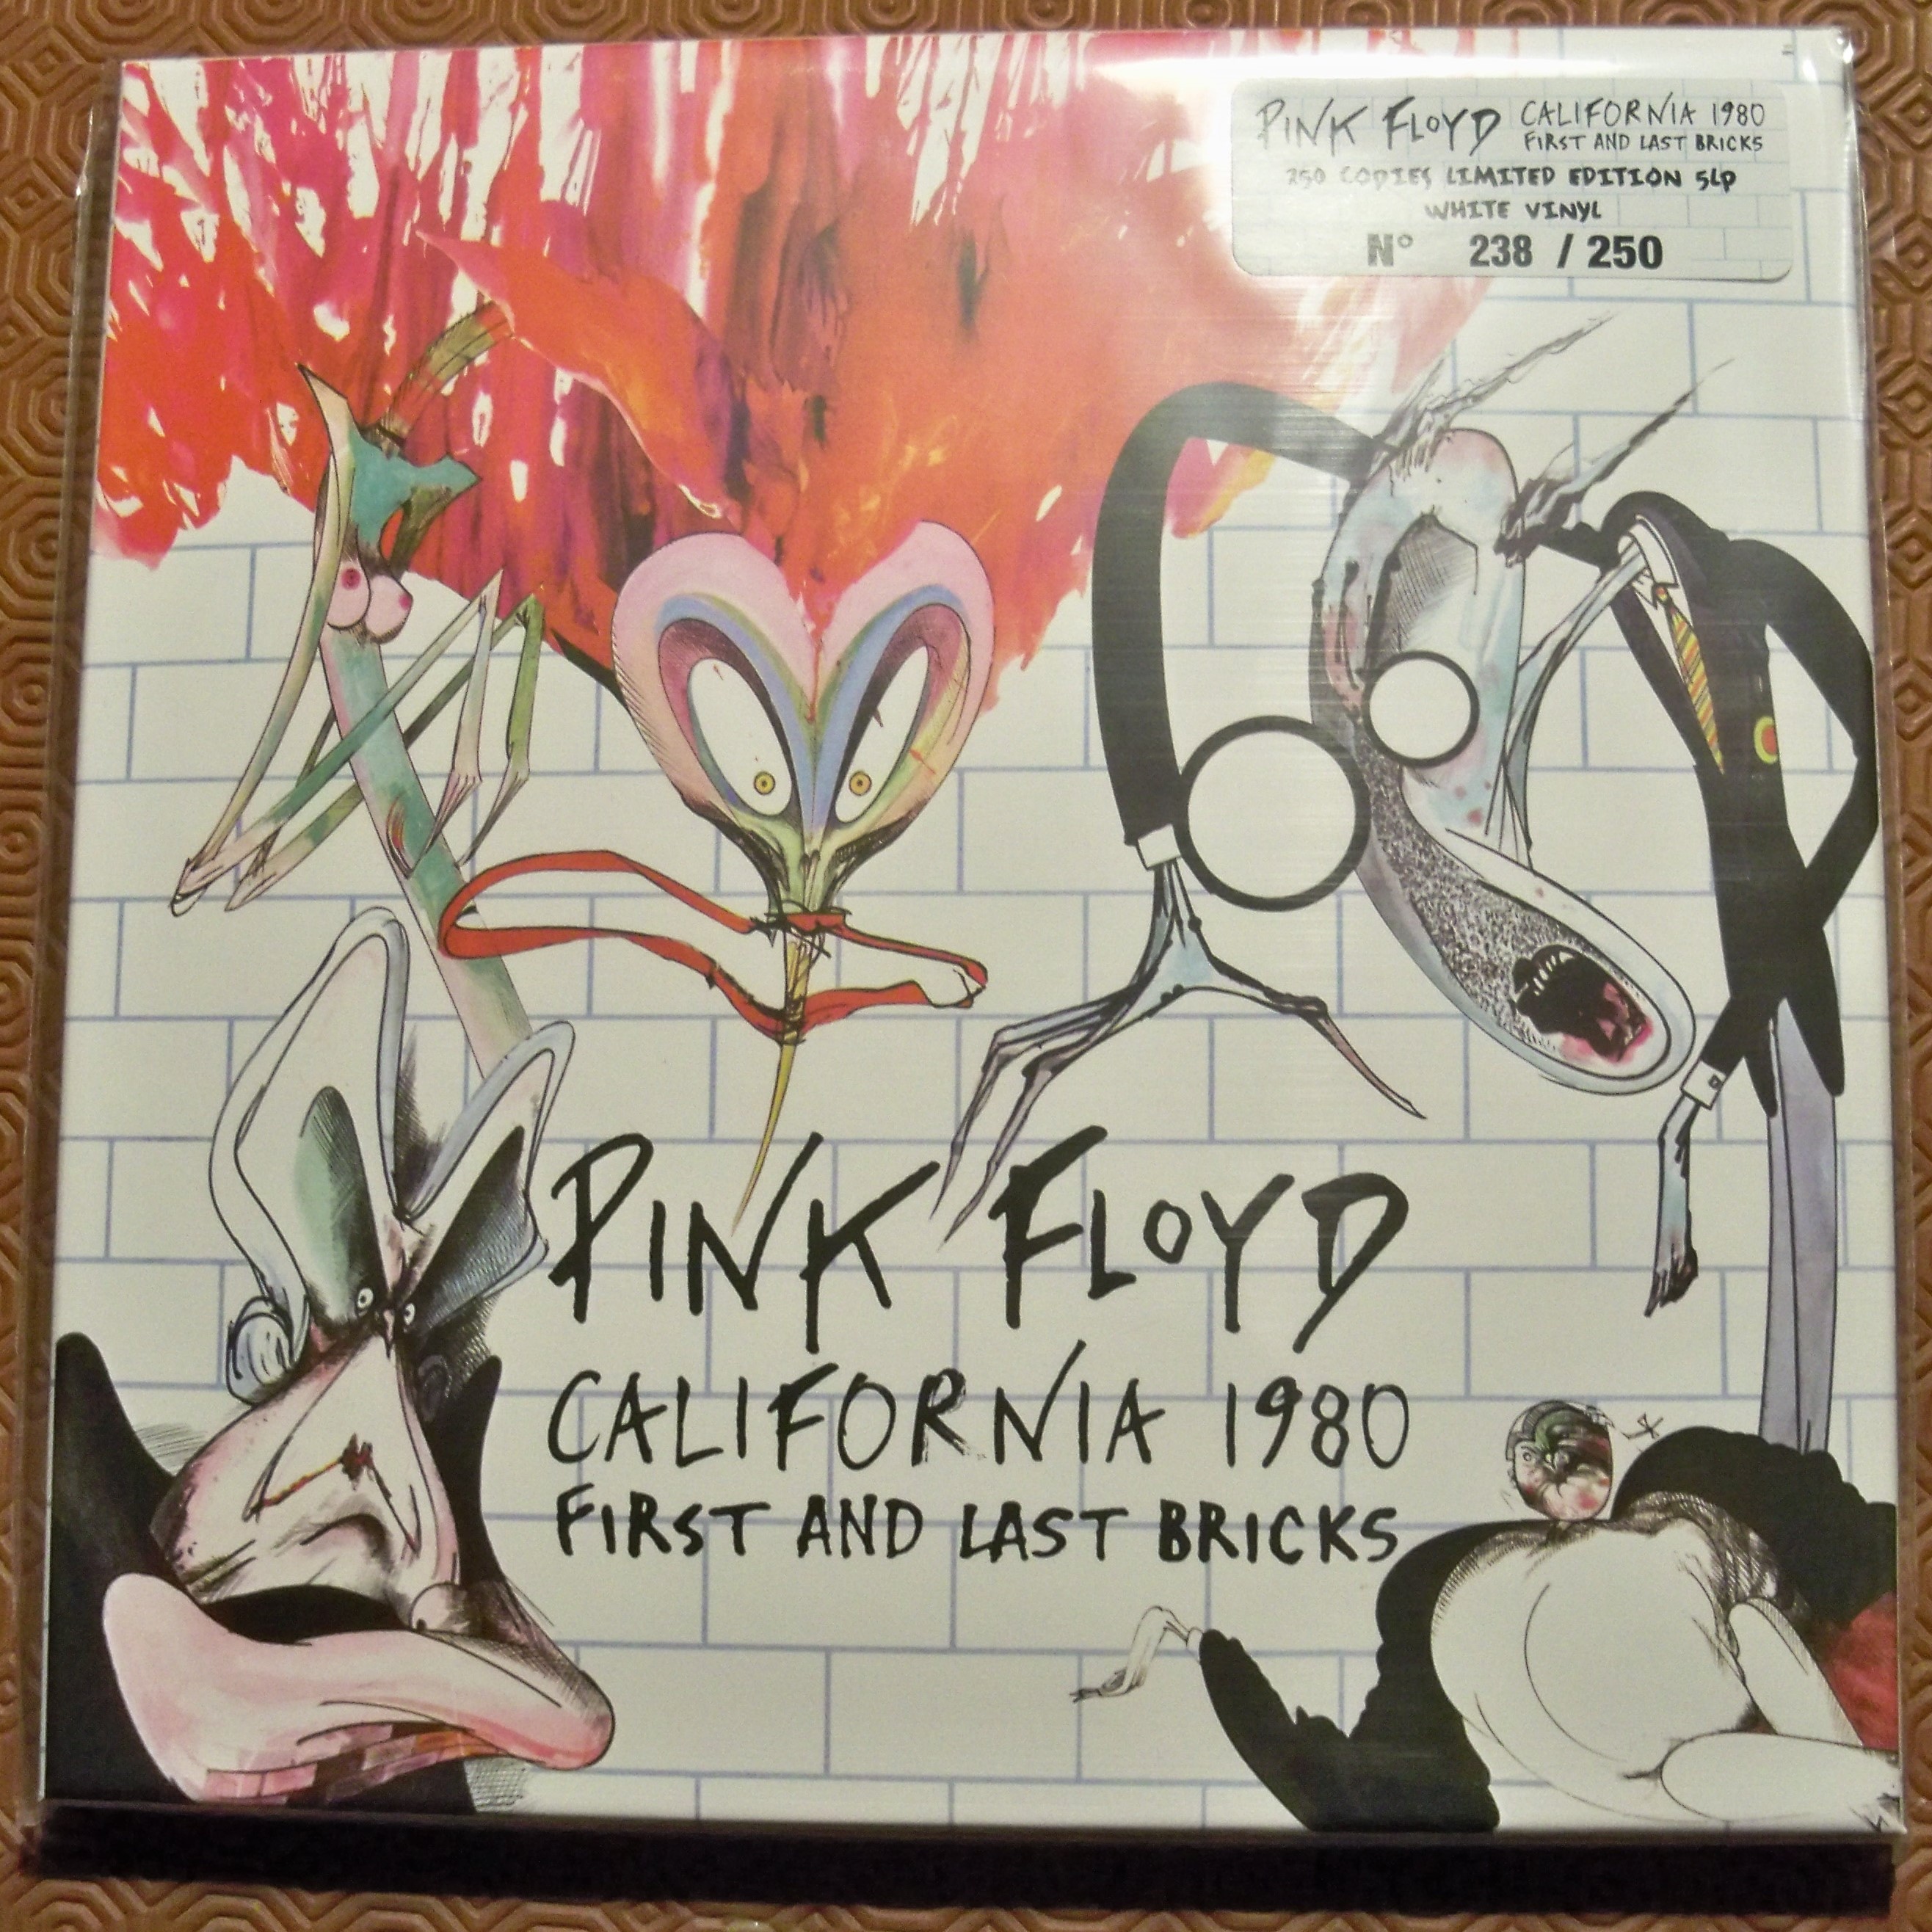 PINK FLOYD CALIFORNIA 1980
FIRST AND LAST BRICKS
250 COPIES LIMITED EDITION 5LP
WHITE VINYL
N° 238 / 250
PINK FLOYD
CALIFORNIA 1980
FIRST AND LAST BRICKS